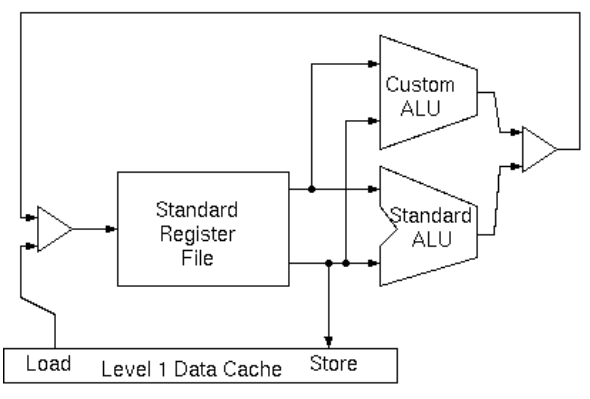 Custom
ALU
Standard
Register
File
Standard
ALU
Load
Level 1 Data Cache
Store